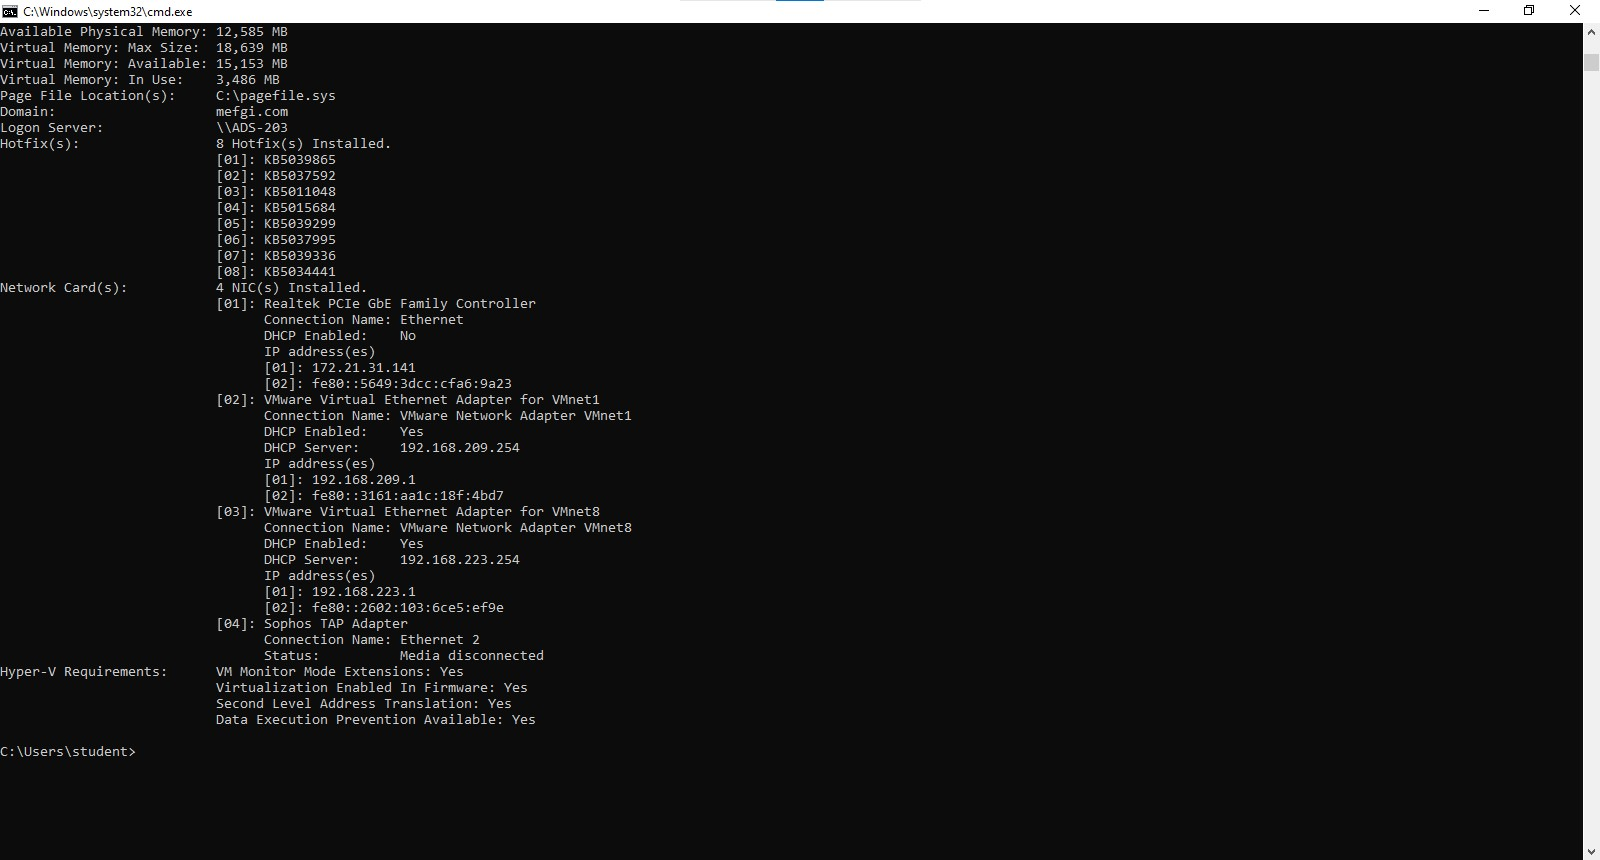 C:\Windows\system32\cmd.exe
Available Physical Memory: 12,585 MB
Virtual Memory: Max Size:  18,639 MB
Virtual Memory: Available: 15,153 MB
Virtual Memory: In Use:    3,486 MB
Page File Location(s):     C:\pagefile.sys
Domain:                    mefgi.com
Logon Server:              \\ADS-203
Hotfix(s):                 8 Hotfix(s) Installed.
                           [01]: KB5039865
                           [02]: KB5037592
                           [03]: KB5011048
                           [04]: KB5015684
                           [05]: KB5039299
                           [06]: KB5037995
                           [07]: KB5039336
                           [08]: KB5034441
Network Card(s):           4 NIC(s) Installed.
                           [01]: Realtek PCIe GbE Family Controller
                                 Connection Name: Ethernet
                                 DHCP Enabled:    No
                                 IP address(es)
                                 [01]: 172.21.31.141
                                 [02]: fe80::5649:3dcc:cfa6:9a23
                           [02]: VMware Virtual Ethernet Adapter for VMnet1
                                 Connection Name: VMware Network Adapter VMnet1
                                 DHCP Enabled:    Yes
                                 DHCP Server:     192.168.209.254
                                 IP address(es)
                                 [01]: 192.168.209.1
                                 [02]: fe80::3161:aa1c:18f:4bd7
                           [03]: VMware Virtual Ethernet Adapter for VMnet8
                                 Connection Name: VMware Network Adapter VMnet8
                                 DHCP Enabled:    Yes
                                 DHCP Server:     192.168.223.254
                                 IP address(es)
                                 [01]: 192.168.223.1
                                 [02]: fe80::2602:103:6ce5:ef9e
                           [04]: Sophos TAP Adapter
                                 Connection Name: Ethernet 2
                                 Status:          Media disconnected
Hyper-V Requirements:      VM Monitor Mode Extensions: Yes
                           Virtualization Enabled In Firmware: Yes
                           Second Level Address Translation: Yes
                           Data Execution Prevention Available: Yes
C:\Users\student>